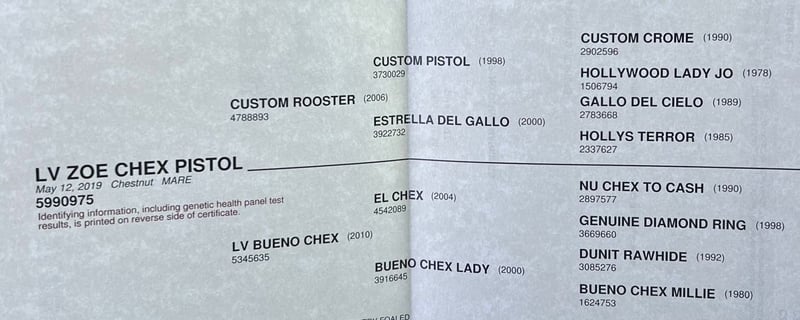 CUSTOM CROME (1990)
2902596
CUSTOM PISTOL (1998)
3730029
HOLLYWOOD LADY JO (1978)
1506794
CUSTOM ROOSTER (2006)
4788893
GALLO DEL CIELO (1989)
2783668
ESTRELLA DEL GALLO (2000)
3922732
HOLLYS TERROR (1985)
2337627
LV ZOE CHEX PISTOL
May 12, 2019 Chestnut MARE
5990975
Identifying information, including genetic health panel test
results, is printed on reverse side of certificate.
NU CHEX TO CASH (1990)
2897577
EL CHEX (2004)
4542089
GENUINE DIAMOND RING (1998)
3669660
LV BUENO CHEX (2010)
5345635
DUNIT RAWHIDE (1992)
3085276
BUENO CHEX LADY (2000)
3916645
BUENO CHEX MILLIE (1980)
1624753